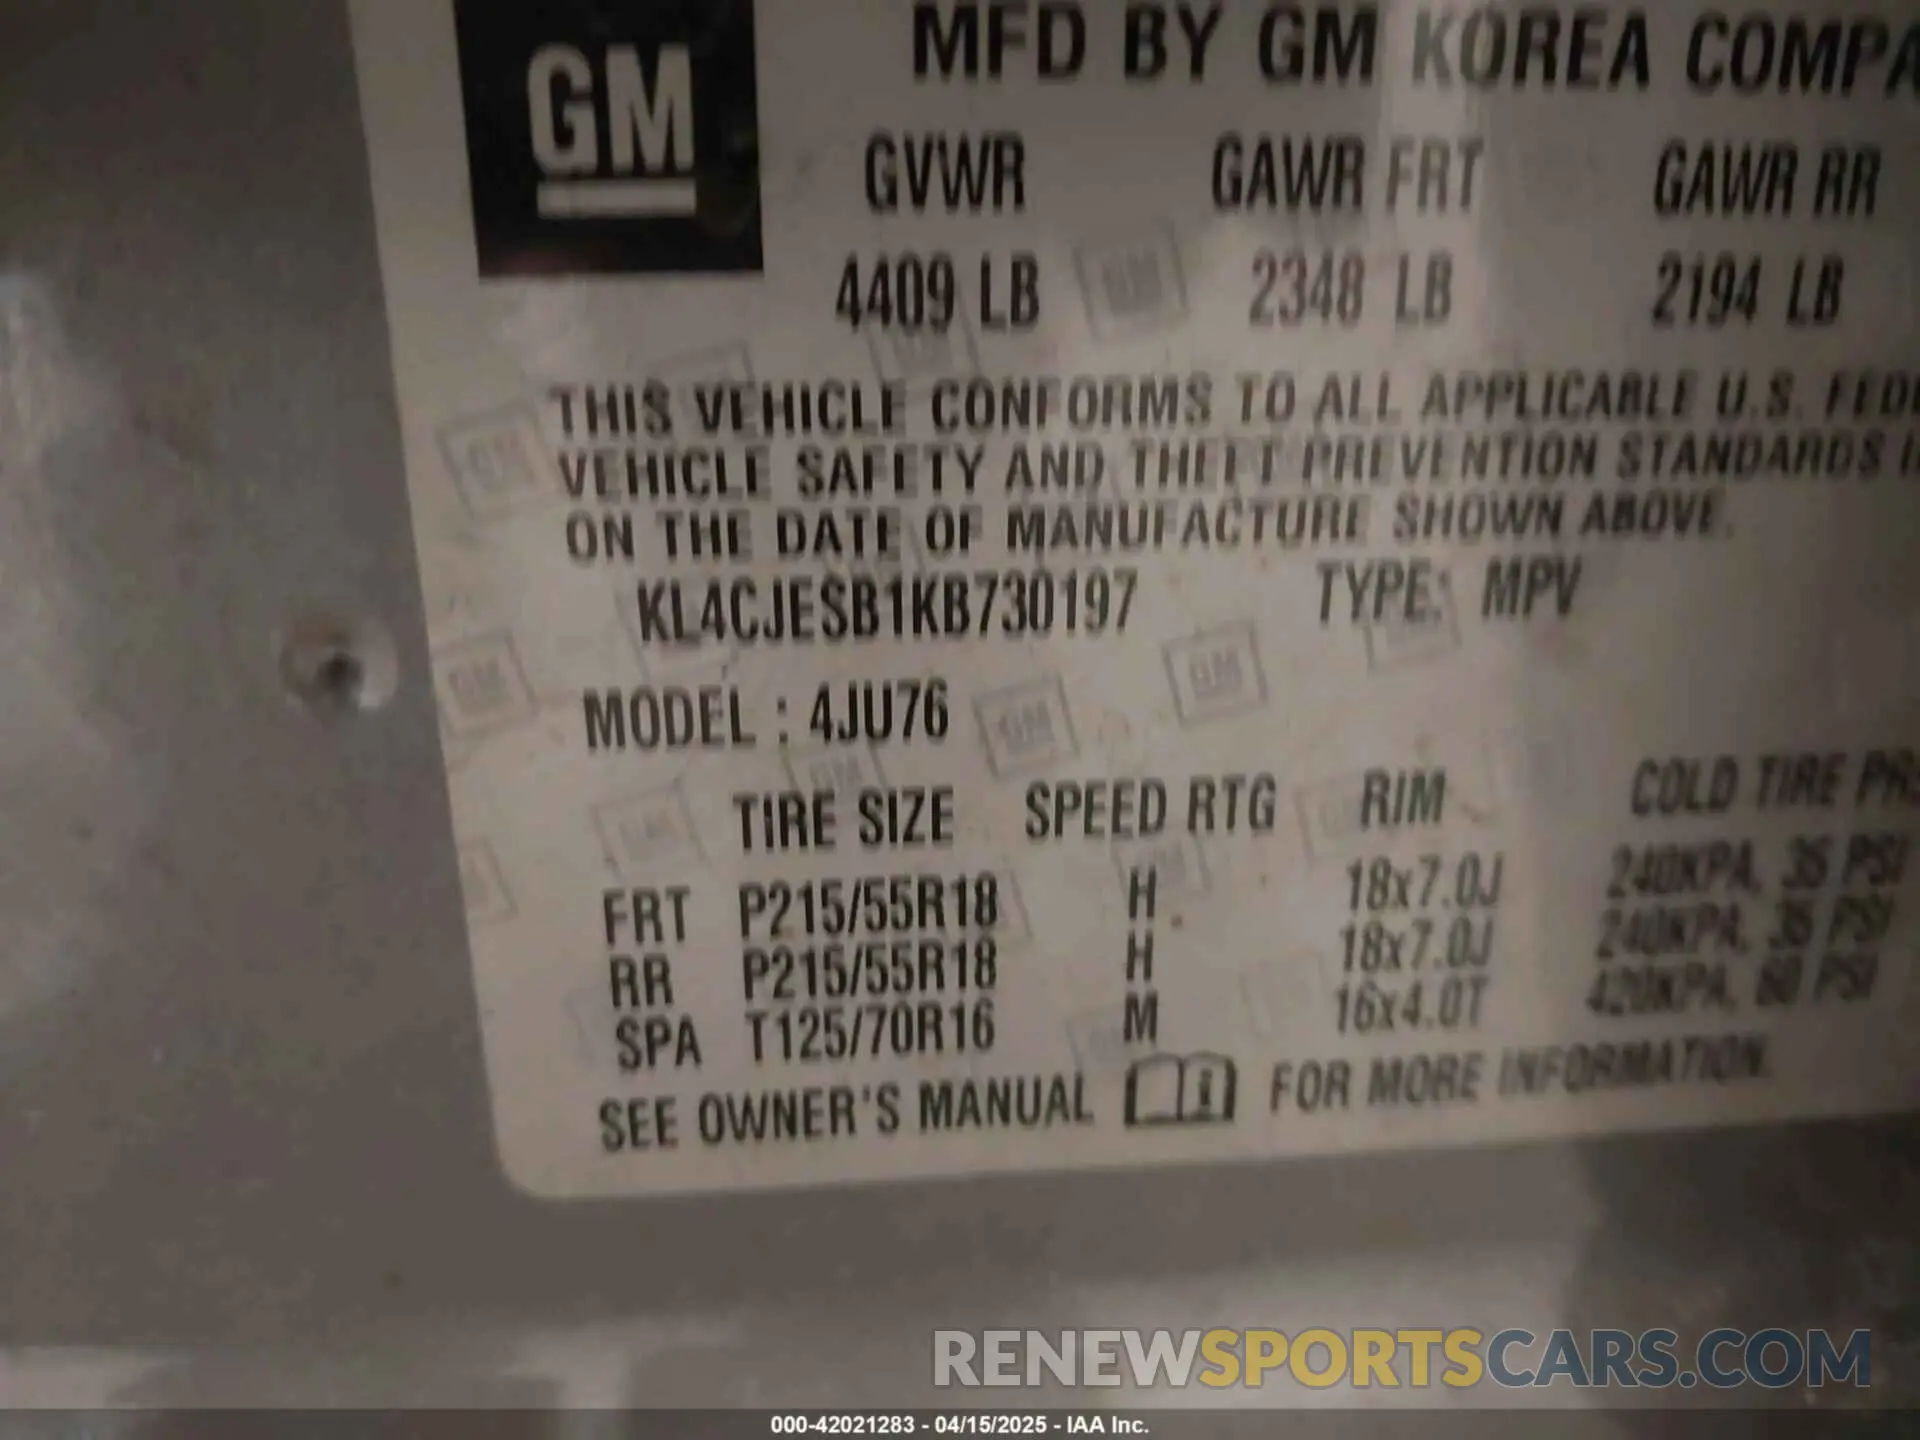 GM
MFD BY GM KOREA COMPA
GVWR GAWR FRT GAWR RR
4409 LB 2348 LB 2194 LB
THIS VEHICLE CONFORMS TO ALL APPLICABLE U.S. FEDE
VEHICLE SAFETY AND THEFT PREVENTION STANDARDS I
ON THE DATE OF MANUFACTURE SHOWN ABOVE.
KL4CJESB1KB730197 TYPE: MPV
MODEL : 4JU76
TIRE SIZE SPEED RTG RIM COLD TIRE PRE
FRT P215/55R18 H 18x7.0J 240KPA, 35 PSI
RR P215/55R18 H 18x7.0J 240KPA, 35 PSI
SPA T125/70R16 M 16x4.0T 420KPA, 60 PSI
SEE OWNER'S MANUAL FOR MORE INFORMATION.
RENEWSPORTSCARS.COM
000-42021283 - 04/15/2025 - IAA Inc.